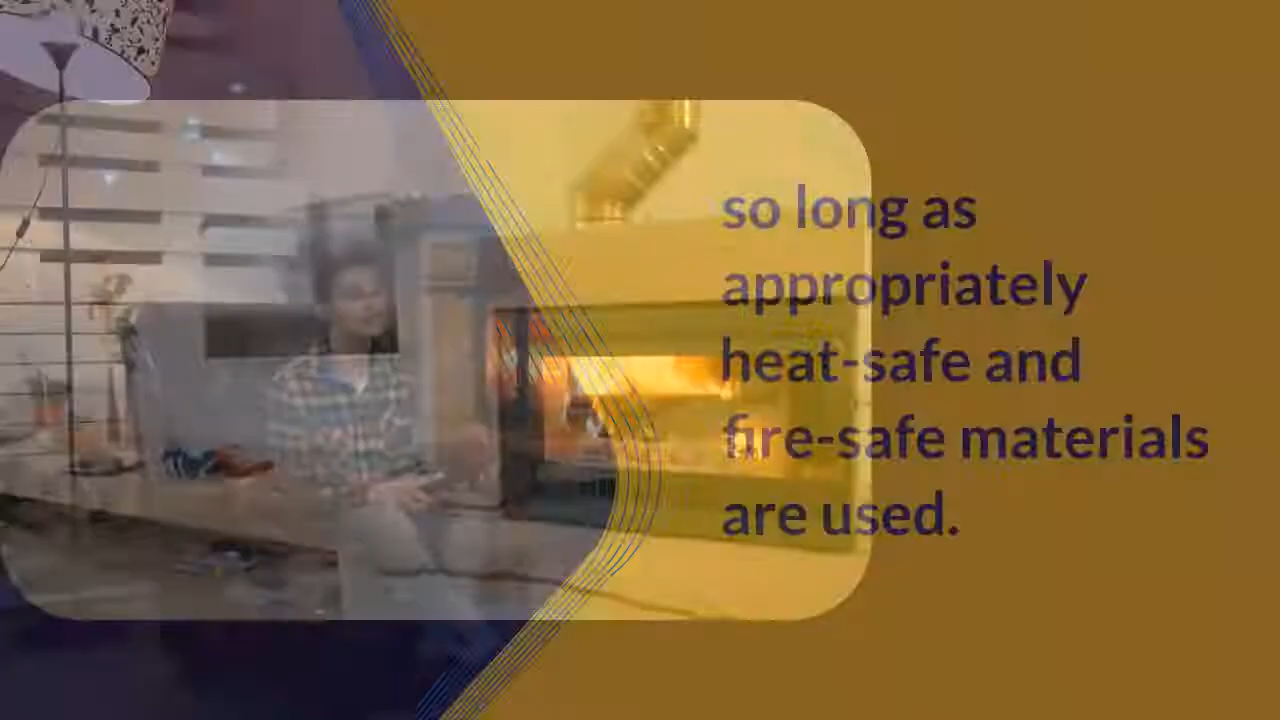 so long as
appropriately
heat-safe and
fire-safe materials
are used.